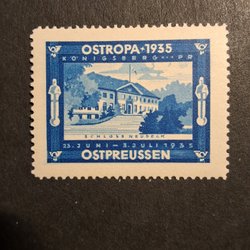 OSTROPA·1935
KÖNIGSBERG PR
SCHLOSS NEUDECK
23. JUNI - 3. JULI 1935
OSTPREUSSEN